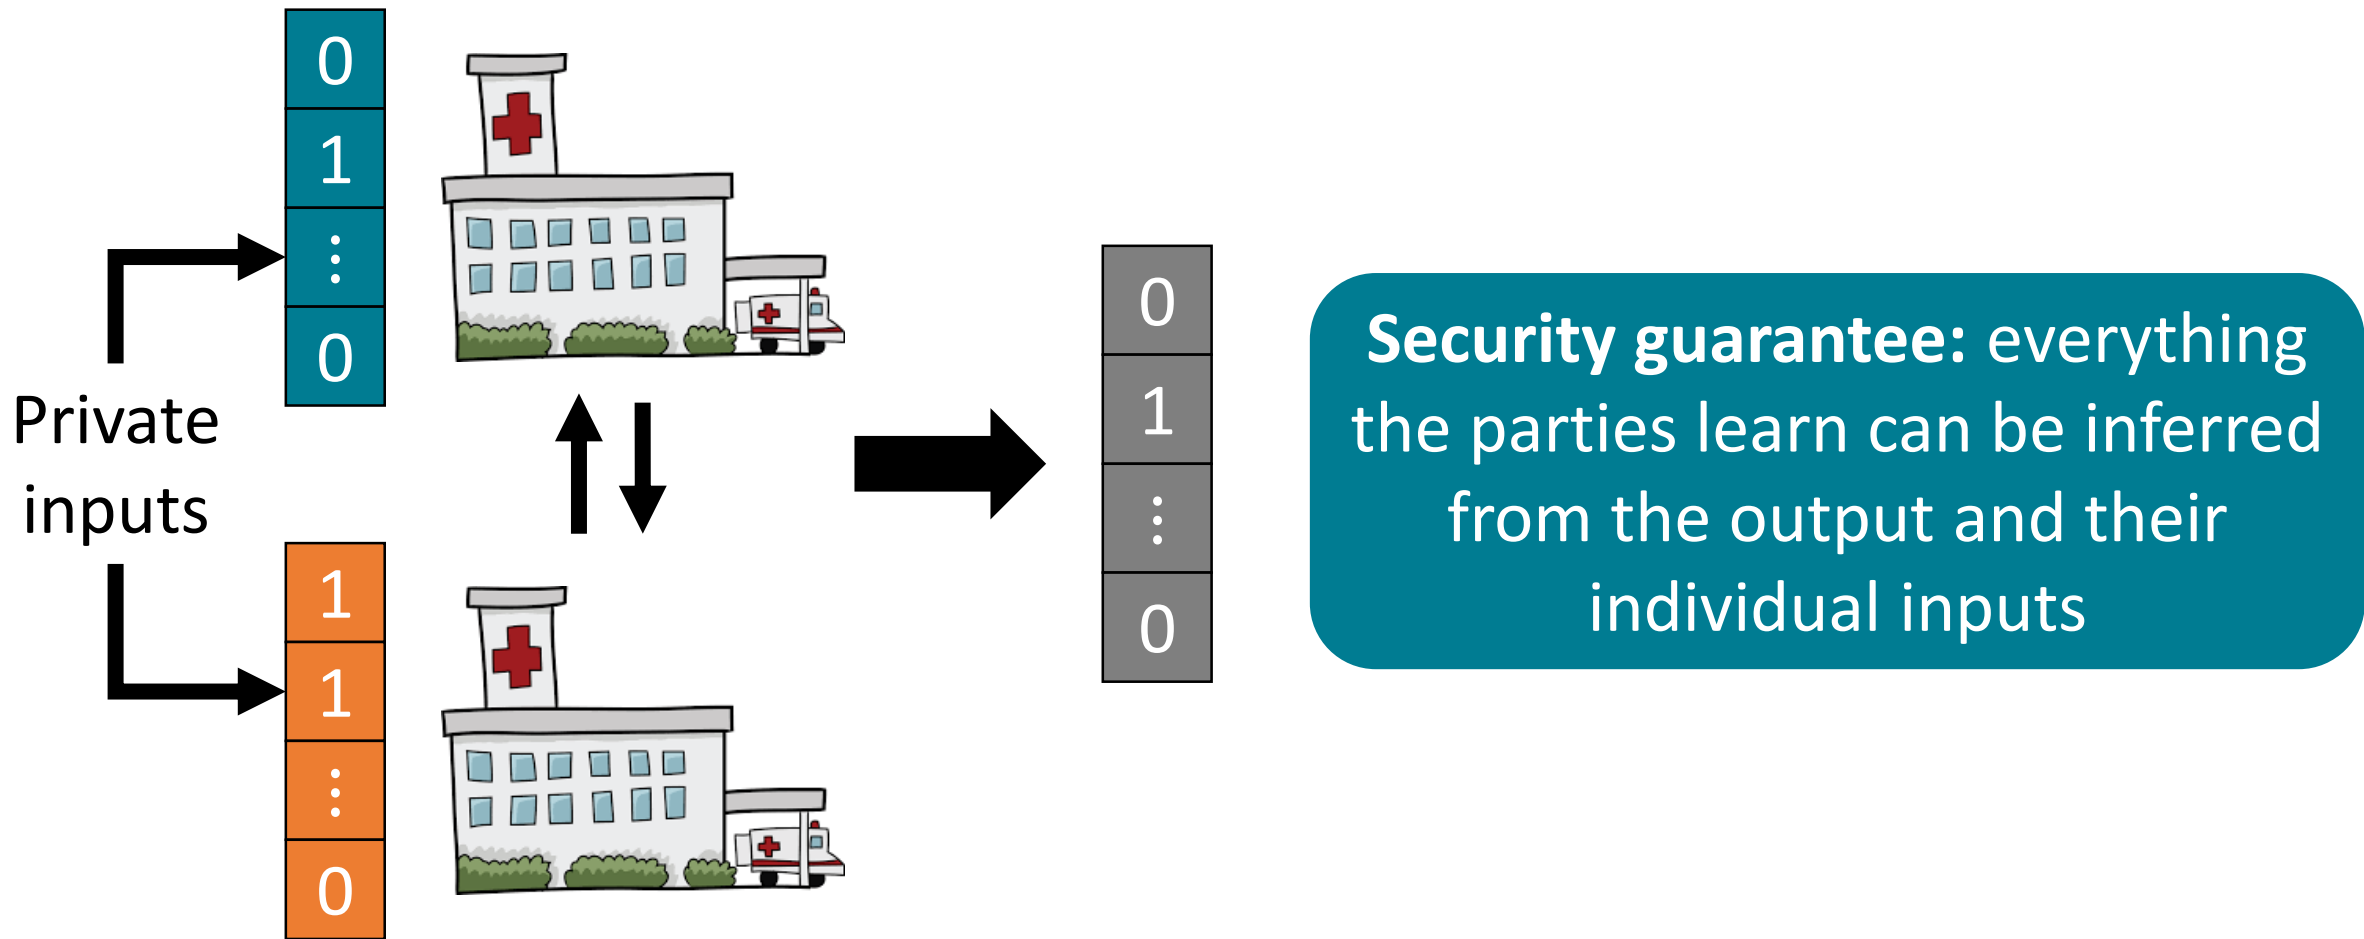 0
1
⋮
0
Private
inputs
1
1
⋮
0
0
1
⋮
0
Security guarantee: everything
the parties learn can be inferred
from the output and their
individual inputs